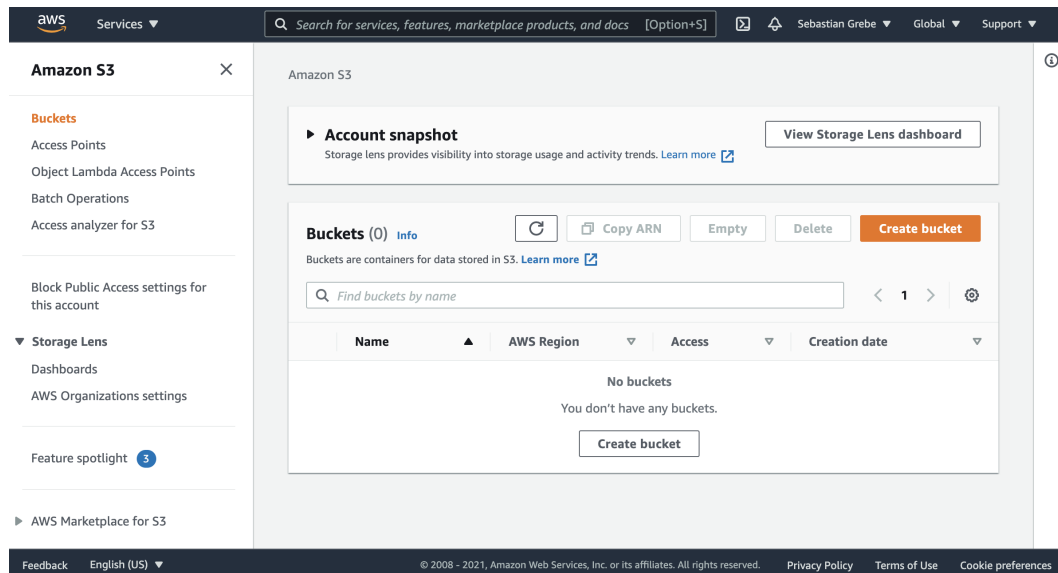 aws Services ▼ Search for services, features, marketplace products, and docs [Option+S] Sebastian Grebe ▼ Global ▼ Support ▼
Amazon S3
Buckets
Access Points
Object Lambda Access Points
Batch Operations
Access analyzer for S3
Block Public Access settings for
this account
Storage Lens
Dashboards
AWS Organizations settings
Feature spotlight 3
AWS Marketplace for S3
Amazon S3
Account snapshot
Storage lens provides visibility into storage usage and activity trends. Learn more
View Storage Lens dashboard
Buckets (0) Info
Copy ARN Empty Delete Create bucket
Buckets are containers for data stored in S3. Learn more
Find buckets by name
1
Name AWS Region Access Creation date
No buckets
You don't have any buckets.
Create bucket
Feedback English (US) ▼ © 2008 - 2021, Amazon Web Services, Inc. or its affiliates. All rights reserved. Privacy Policy Terms of Use Cookie preferences